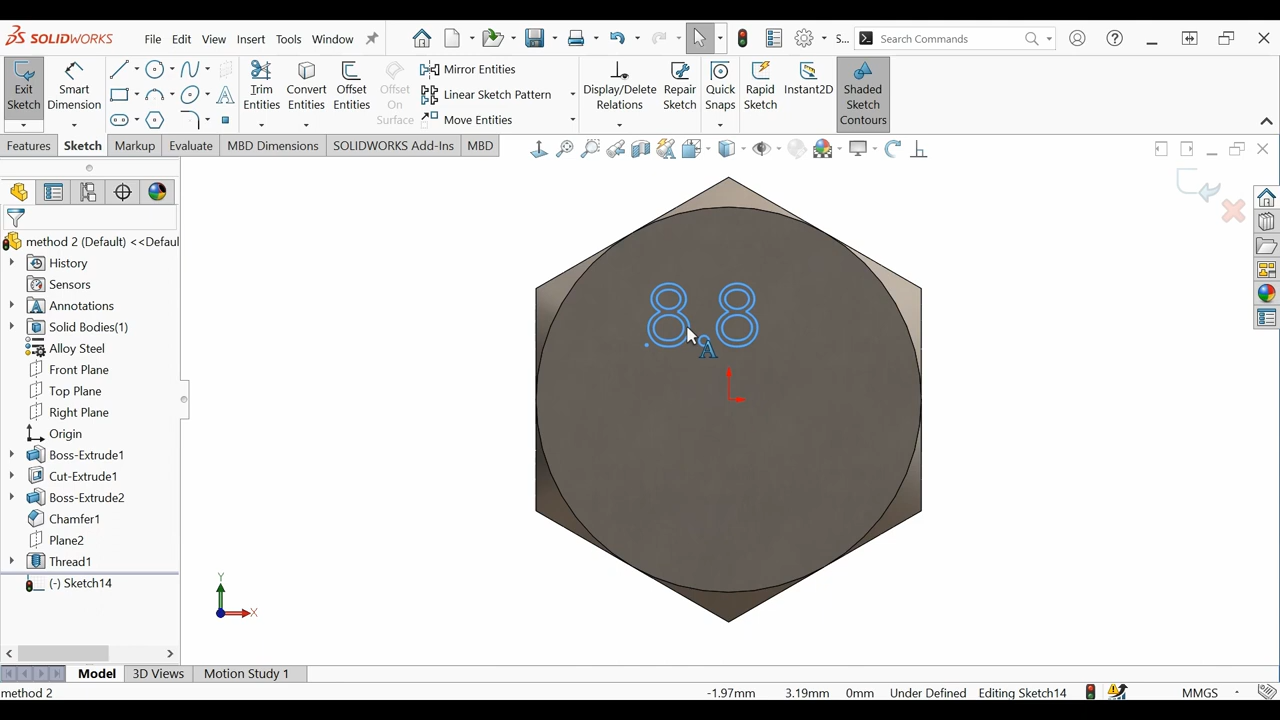 SOLIDWORKS File Edit View Insert Tools Window S... Search Commands
Exit Sketch
Smart Dimension
Trim Entities
Convert Entities
Offset Entities
Offset On Surface
Mirror Entities
Linear Sketch Pattern
Move Entities
Display/Delete Relations
Repair Sketch
Quick Snaps
Rapid Sketch
Instant2D
Shaded Sketch Contours
Features Sketch Markup Evaluate MBD Dimensions SOLIDWORKS Add-Ins MBD
method 2 (Default) <<Defaul
History
Sensors
Annotations
Solid Bodies(1)
Alloy Steel
Front Plane
Top Plane
Right Plane
Origin
Boss-Extrude1
Cut-Extrude1
Boss-Extrude2
Chamfer1
Plane2
Thread1
(-) Sketch14
8.8
A
Y
X
Model 3D Views Motion Study 1
method 2 -1.97mm 3.19mm 0mm Under Defined Editing Sketch14 MMGS